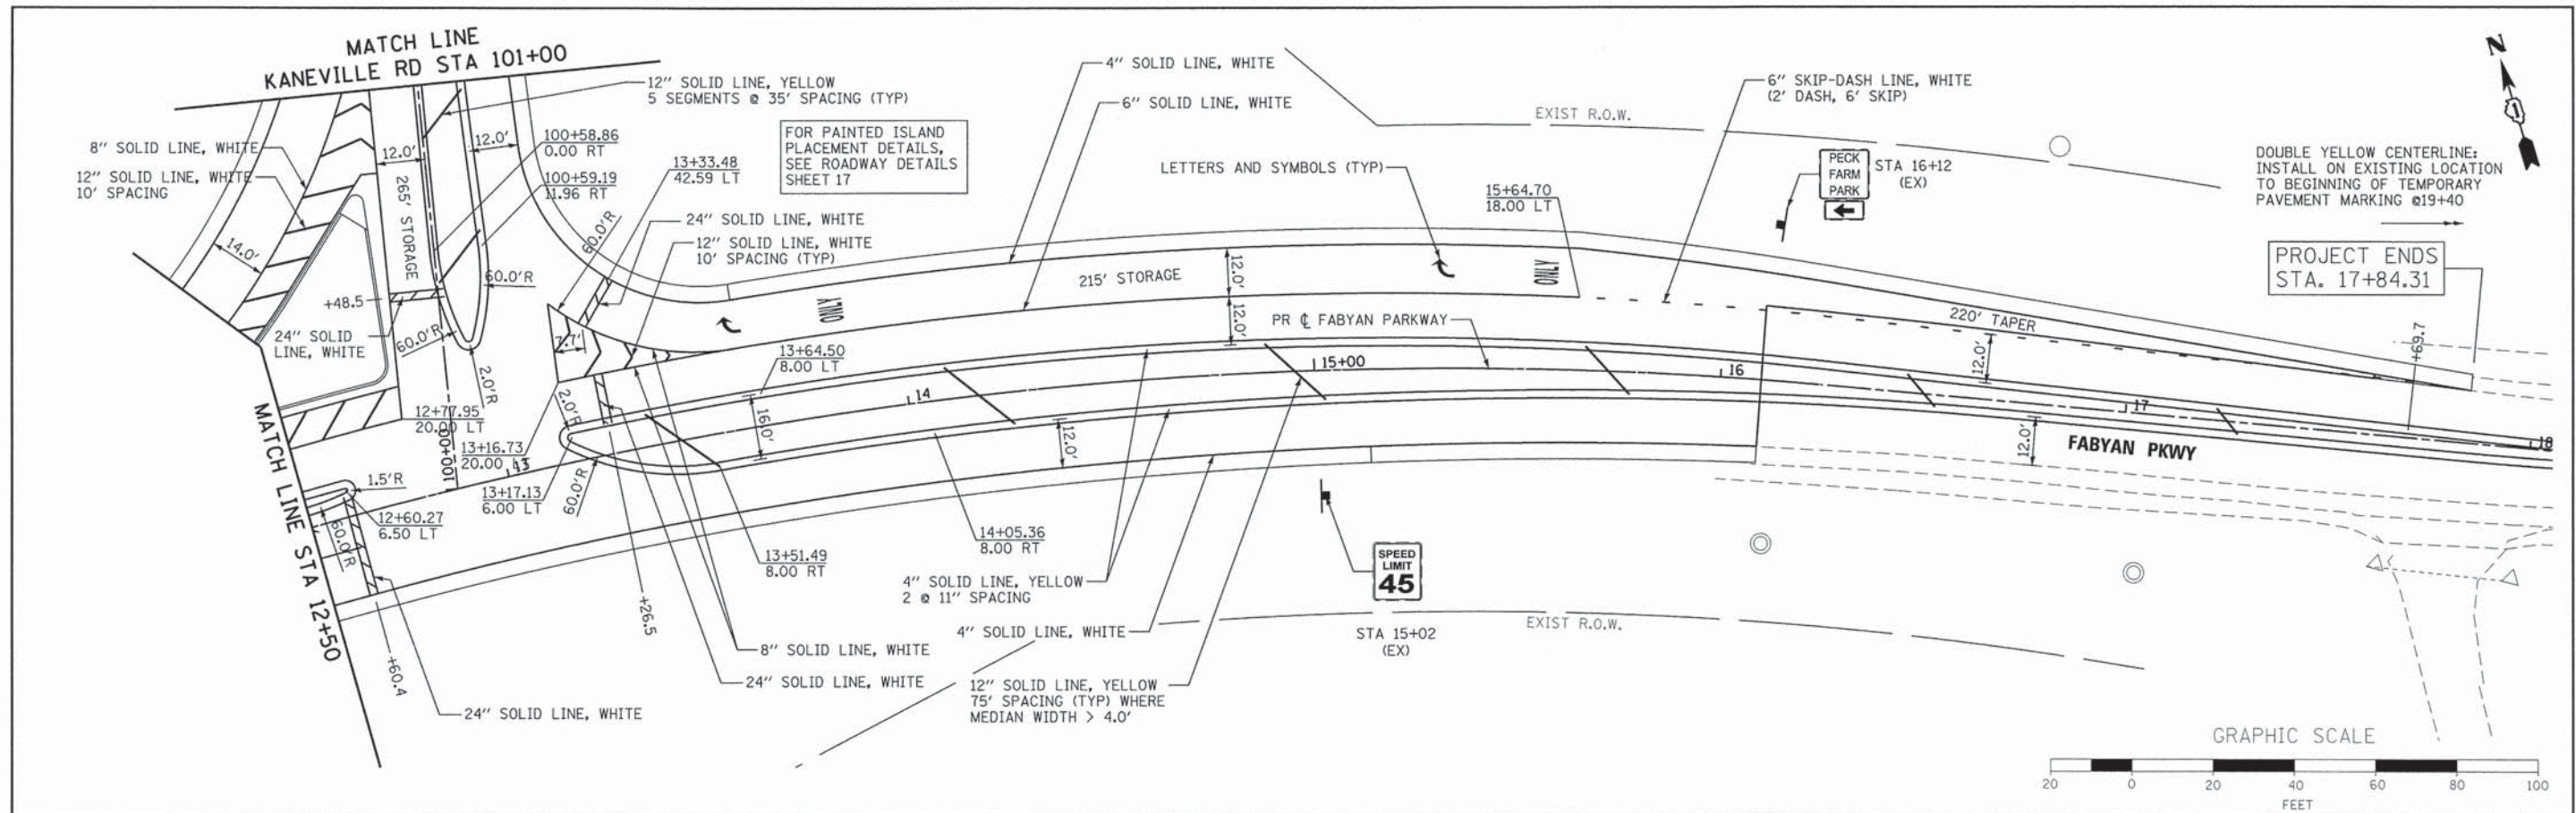 MATCH LINE
KANEVILLE RD STA 101+00
12" SOLID LINE, YELLOW
5 SEGMENTS @ 35' SPACING (TYP)
8" SOLID LINE, WHITE
12" SOLID LINE, WHITE
10' SPACING
14.0'
12.0'
265' STORAGE
12.0'
100+58.86
0.00 RT
100+59.19
11.96 RT
60.0'R
+48.5
24" SOLID
LINE, WHITE
60.0'R
2.0'R
60.0'R
FOR PAINTED ISLAND
PLACEMENT DETAILS,
SEE ROADWAY DETAILS
SHEET 17
13+33.48
42.59 LT
24" SOLID LINE, WHITE
12" SOLID LINE, WHITE
10' SPACING (TYP)
7.7'
4" SOLID LINE, WHITE
6" SOLID LINE, WHITE
LETTERS AND SYMBOLS (TYP)
ONLY
215' STORAGE
12.0'
12.0'
ONLY
15+64.70
18.00 LT
6" SKIP-DASH LINE, WHITE
(2' DASH, 6' SKIP)
EXIST R.O.W.
PECK
FARM
PARK
STA 16+12
(EX)
N
DOUBLE YELLOW CENTERLINE:
INSTALL ON EXISTING LOCATION
TO BEGINNING OF TEMPORARY
PAVEMENT MARKING @19+40
PROJECT ENDS
STA. 17+84.31
220' TAPER
12.0'
+69.7
PR ℄ FABYAN PARKWAY
13+64.50
8.00 LT
14
15+00
16
17
18
12.0'
FABYAN PKWY
16.0'
12.0'
12+77.95
20.00 LT
100+00
13+16.73
20.00 LT
13
2.0'R
13+17.13
6.00 LT
60.0'R
MATCH LINE STA 12+50
1.5'R
60.0'R
12+60.27
6.50 LT
+60.4
24" SOLID LINE, WHITE
+26.5
13+51.49
8.00 RT
14+05.36
8.00 RT
4" SOLID LINE, YELLOW
2 @ 11" SPACING
8" SOLID LINE, WHITE
24" SOLID LINE, WHITE
4" SOLID LINE, WHITE
12" SOLID LINE, YELLOW
75' SPACING (TYP) WHERE
MEDIAN WIDTH > 4.0'
SPEED
LIMIT
45
STA 15+02
(EX)
EXIST R.O.W.
GRAPHIC SCALE
20 0 20 40 60 80 100
FEET